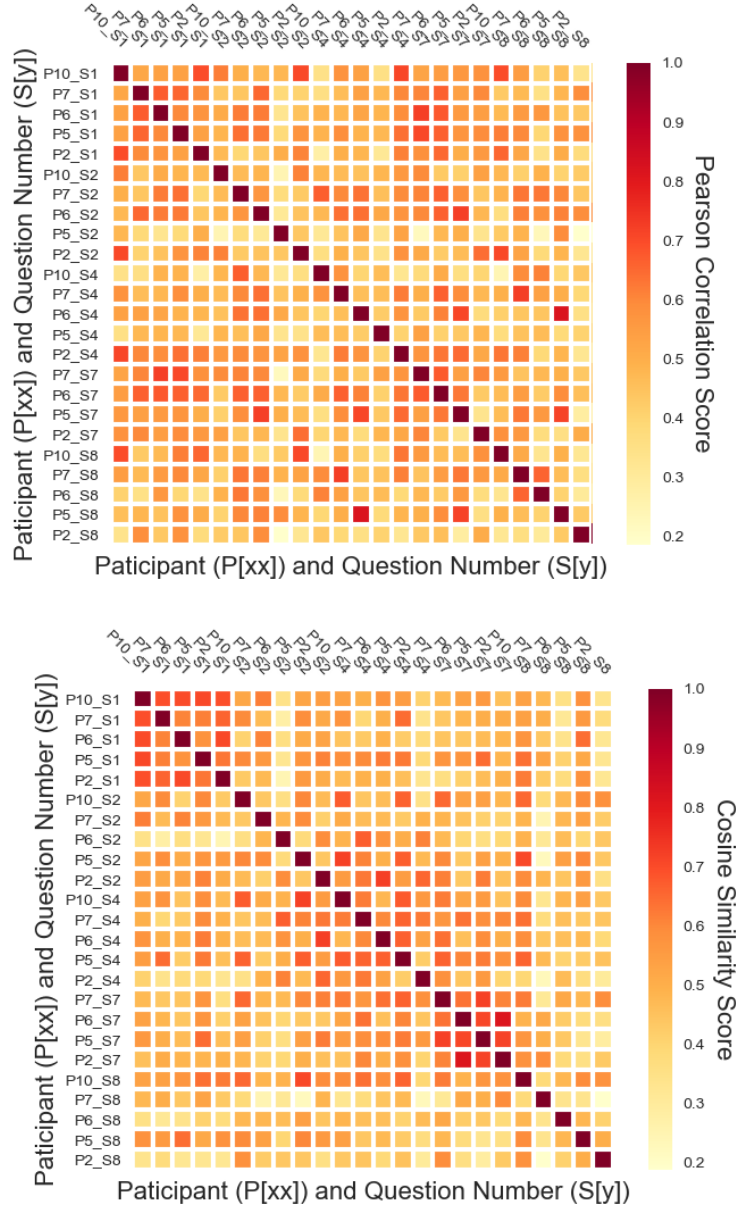 P10_S1
P7_S1
P6_S1
P5_S1
P2_S1
P10_S2
P7_S2
P6_S2
P5_S2
P2_S2
P10_S4
P7_S4
P6_S4
P5_S4
P2_S4
P7_S7
P6_S7
P5_S7
P2_S7
P10_S8
P7_S8
P6_S8
P5_S8
P2_S8
Paticipant (P[xx]) and Question Number (S[y])
Paticipant (P[xx]) and Question Number (S[y])
1.0
0.9
0.8
0.7
0.6
0.5
0.4
0.3
0.2
Pearson Correlation Score
P10_S1
P7_S1
P6_S1
P5_S1
P2_S1
P10_S2
P7_S2
P6_S2
P5_S2
P2_S2
P10_S4
P7_S4
P6_S4
P5_S4
P2_S4
P7_S7
P6_S7
P5_S7
P2_S7
P10_S8
P7_S8
P6_S8
P5_S8
P2_S8
Paticipant (P[xx]) and Question Number (S[y])
Paticipant (P[xx]) and Question Number (S[y])
1.0
0.9
0.8
0.7
0.6
0.5
0.4
0.3
0.2
Cosine Similarity Score